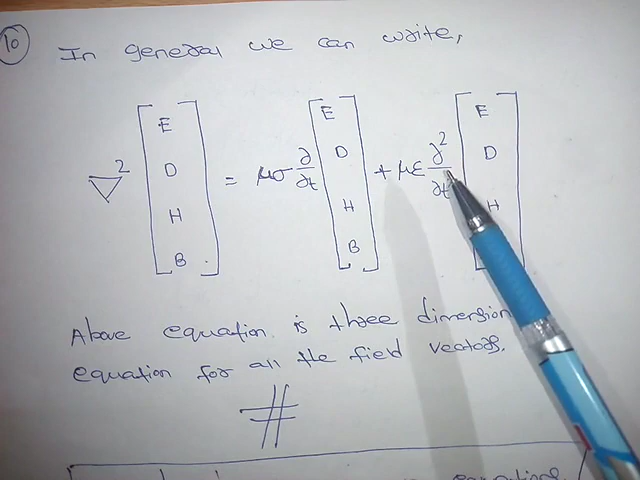 10
In general we can write,
∇² [E D H B] = μσ ∂/∂t [E D H B] + με ∂²/∂t [E D H
Above equation is three dimension
equation for all the field vectors.
#
equations